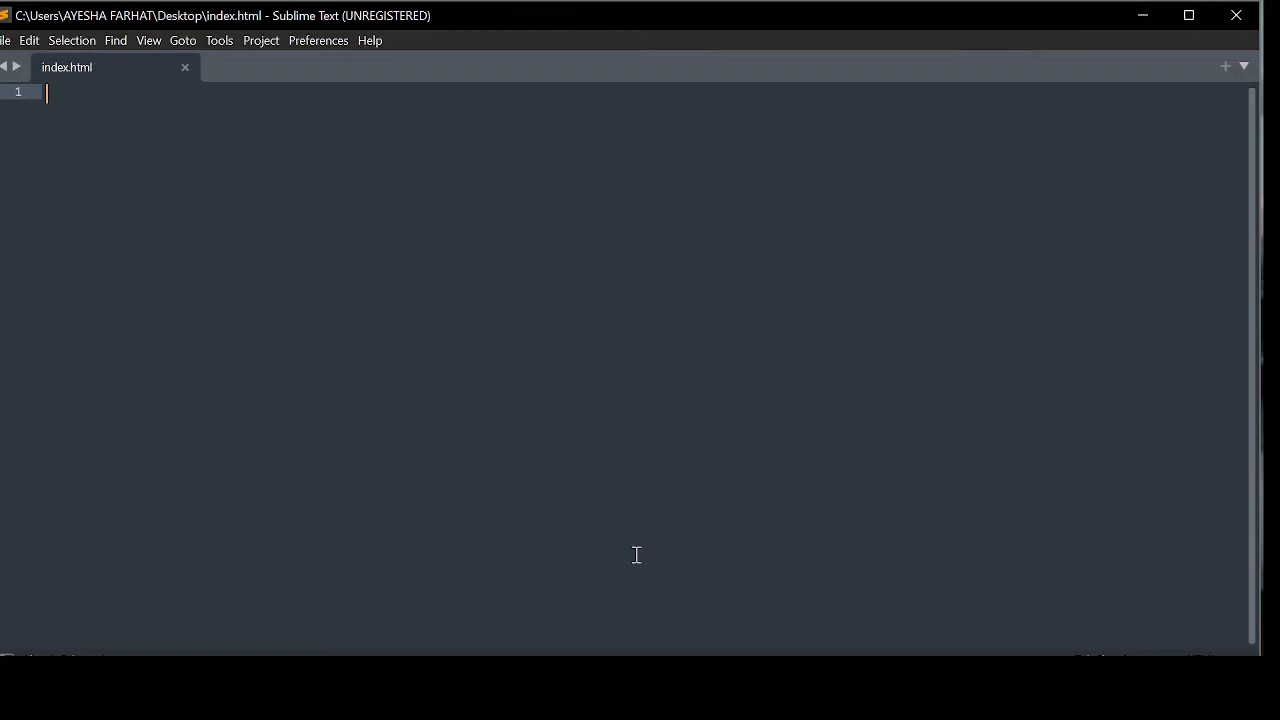 C:\Users\AYESHA FARHAT\Desktop\index.html - Sublime Text (UNREGISTERED)
ile Edit Selection Find View Goto Tools Project Preferences Help
index.html
1